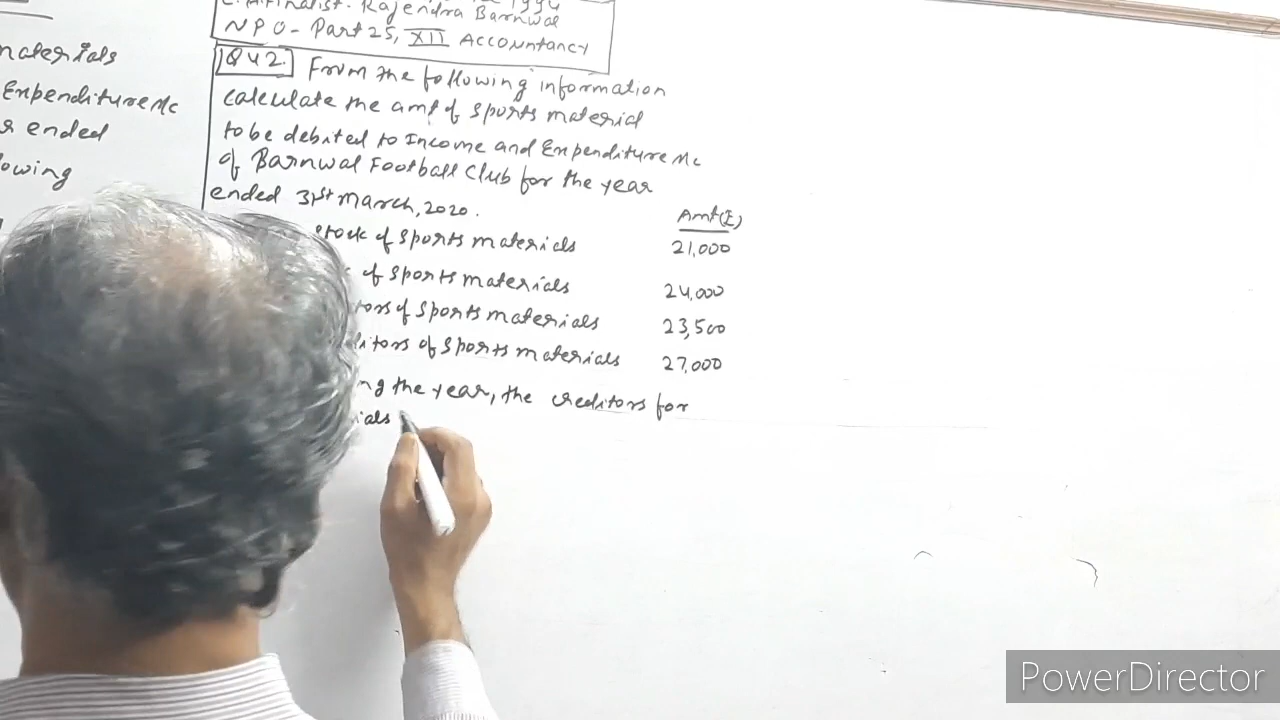 naterials
Expenditure A/c
ended
lowing
C.A. Finalist. Rajendra Barnwal
NPO- Part 25, XII Accountancy
Q42. From the following information
calculate the amt of sports material
to be debited to Income and Expenditure A/c
of Barnwal Football Club for the year
ended 31st March, 2020.
Amt(₹)
stock of sports materials 21,000
of sports materials 24,000
tors of sports materials 23,500
ditors of sports materials 27,000
ng the year, the creditors for
ials
PowerDirector